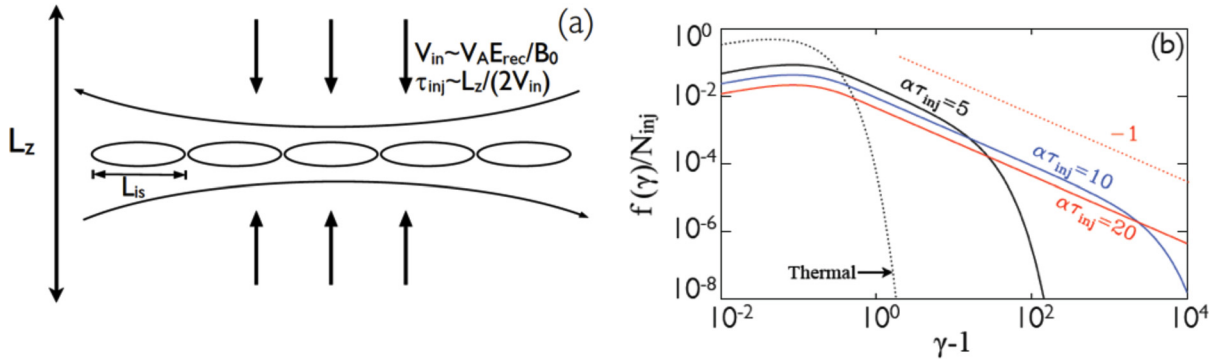 (a)
V_in~V_A E_rec/B_0
τ_inj~L_z/(2V_in)
L_z
L_is
(b)
f (γ)/N_inj
10^0
10^-2
10^-4
10^-6
10^-8
ατ_inj=5
-1
ατ_inj=10
ατ_inj=20
Thermal
10^-2
10^0
10^2
10^4
γ-1